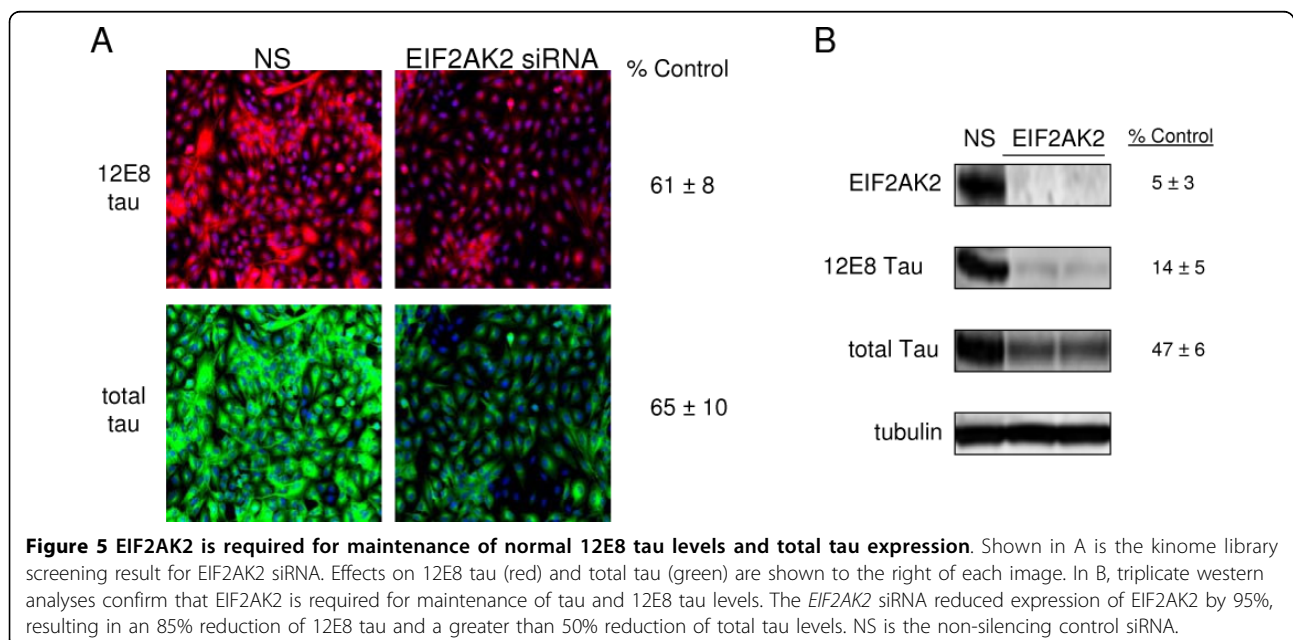 A
NS
EIF2AK2 siRNA
% Control
12E8
tau
61 ± 8
total
tau
65 ± 10
B
NS EIF2AK2
% Control
EIF2AK2
5 ± 3
12E8 Tau
14 ± 5
total Tau
47 ± 6
tubulin
Figure 5 EIF2AK2 is required for maintenance of normal 12E8 tau levels and total tau expression. Shown in A is the kinome library
screening result for EIF2AK2 siRNA. Effects on 12E8 tau (red) and total tau (green) are shown to the right of each image. In B, triplicate western
analyses confirm that EIF2AK2 is required for maintenance of tau and 12E8 tau levels. The EIF2AK2 siRNA reduced expression of EIF2AK2 by 95%,
resulting in an 85% reduction of 12E8 tau and a greater than 50% reduction of total tau levels. NS is the non-silencing control siRNA.